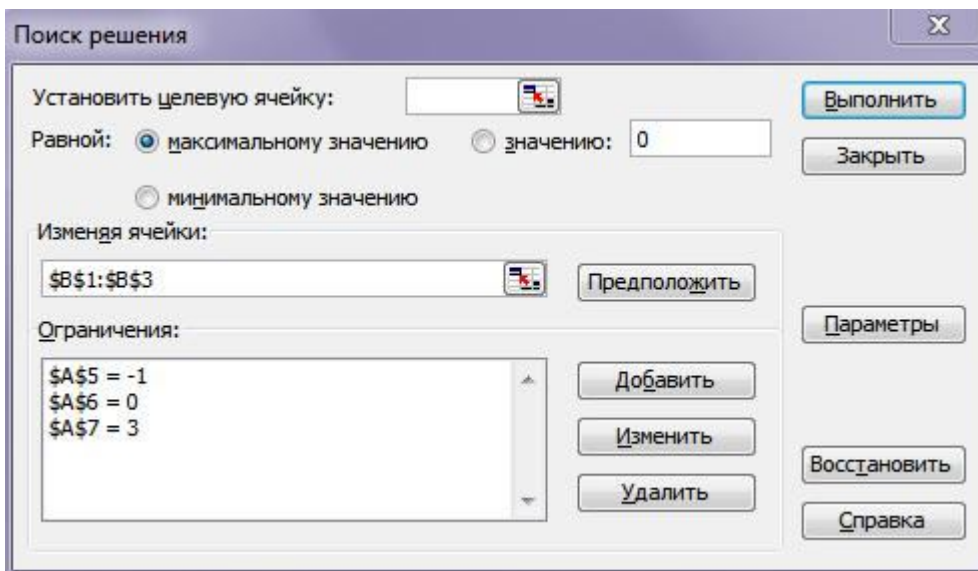 Поиск решения
Установить целевую ячейку:
Выполнить
Равной: максимальному значению значению: 0
Закрыть
минимальному значению
Изменяя ячейки:
$B$1:$B$3
Предположить
Ограничения:
Параметры
$A$5 = -1
Добавить
$A$6 = 0
$A$7 = 3
Изменить
Восстановить
Удалить
Справка